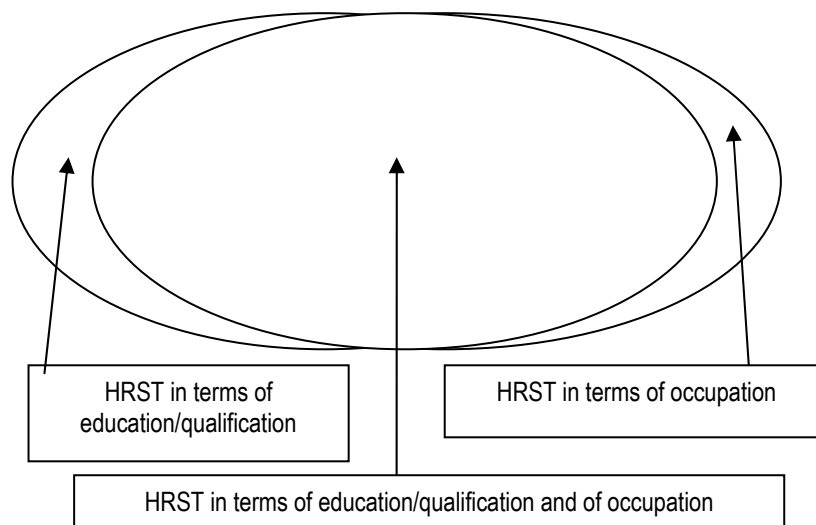 HRST in terms of
education/qualification
HRST in terms of occupation
HRST in terms of education/qualification and of occupation